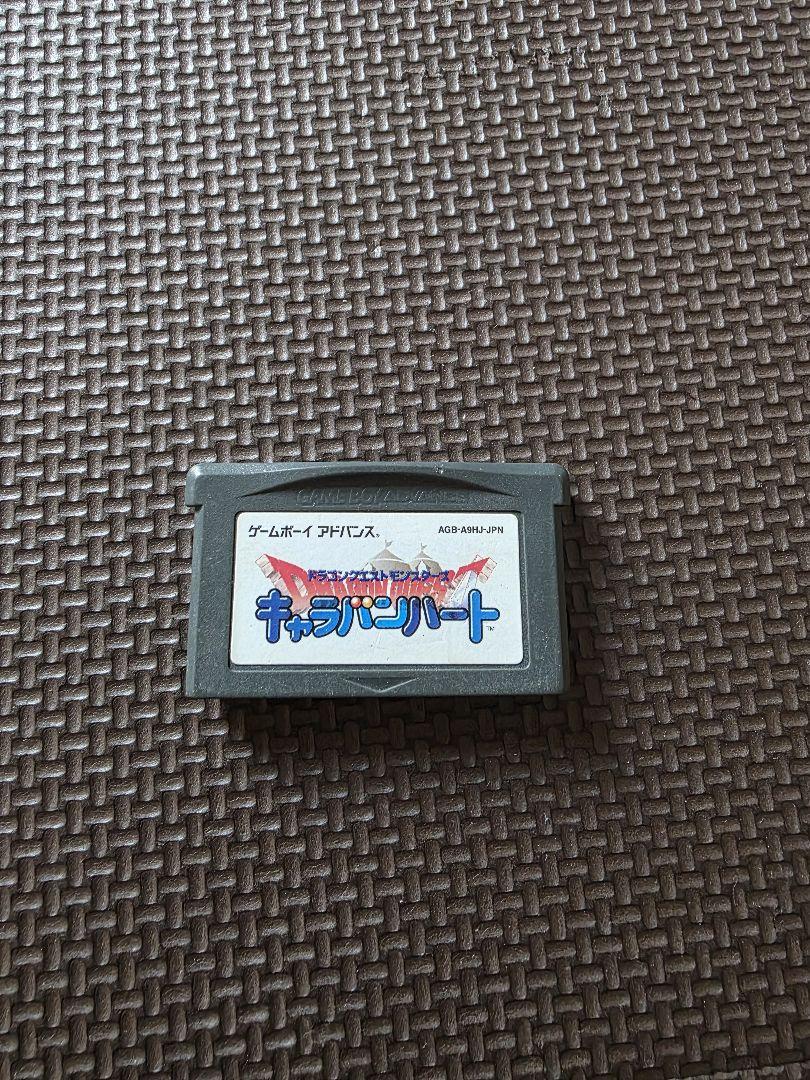 GAME BOY ADVANCE
ゲームボーイ アドバンス® AGB-A9HJ-JPN
ドラゴンクエストモンスターズ
DRAGON QUEST
キャラバンハート™